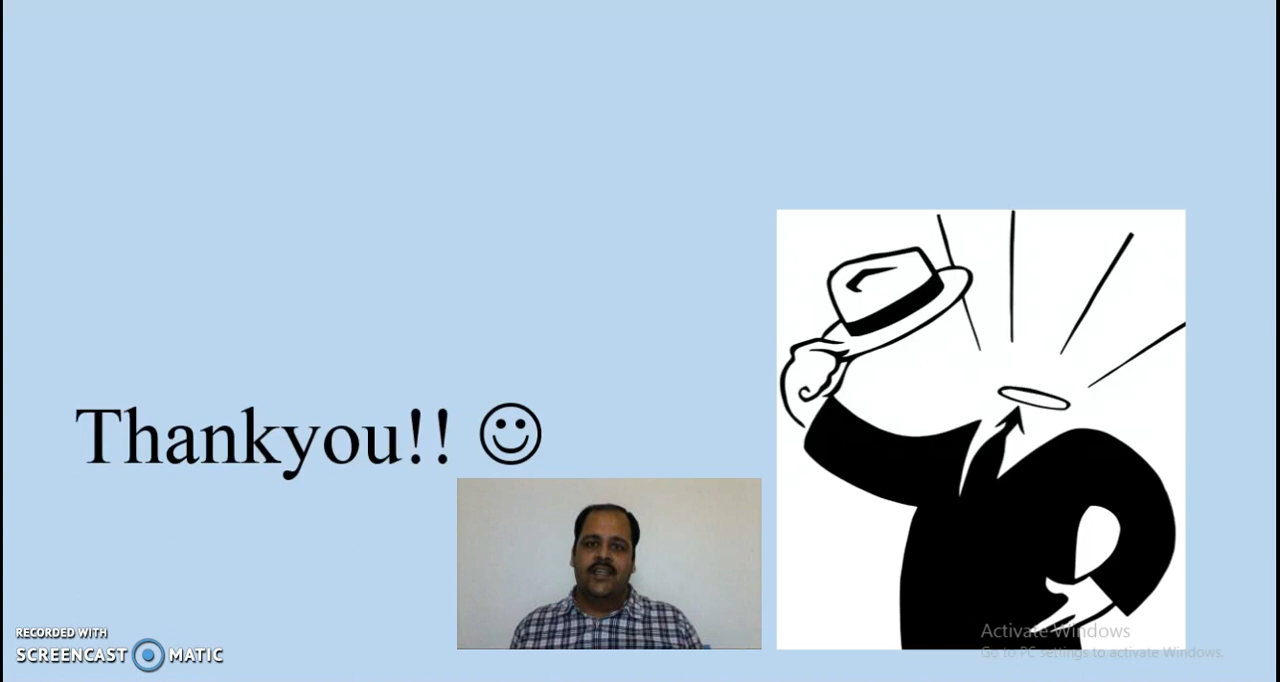 Thankyou!! ☺
RECORDED WITH
SCREENCAST MATIC
Activate Windows
Go to PC settings to activate Windows.